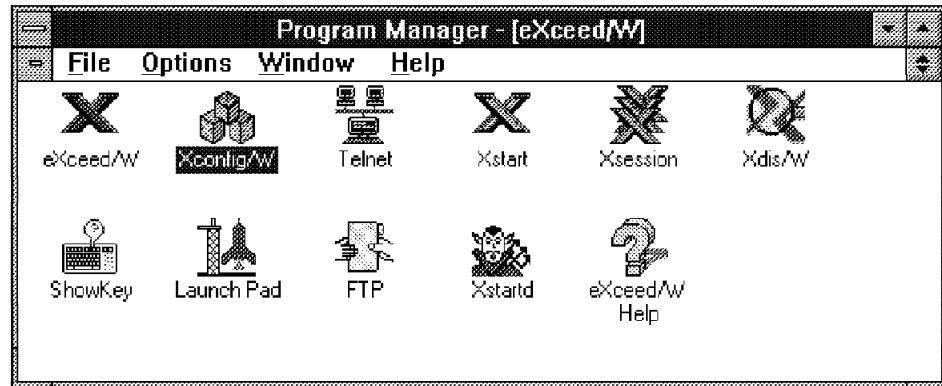 Program Manager - [eXceed/W]
File Options Window Help
eXceed/W Xconfig/W Telnet Xstart Xsession Xdis/W
ShowKey Launch Pad FTP Xstartd eXceed/W
Help